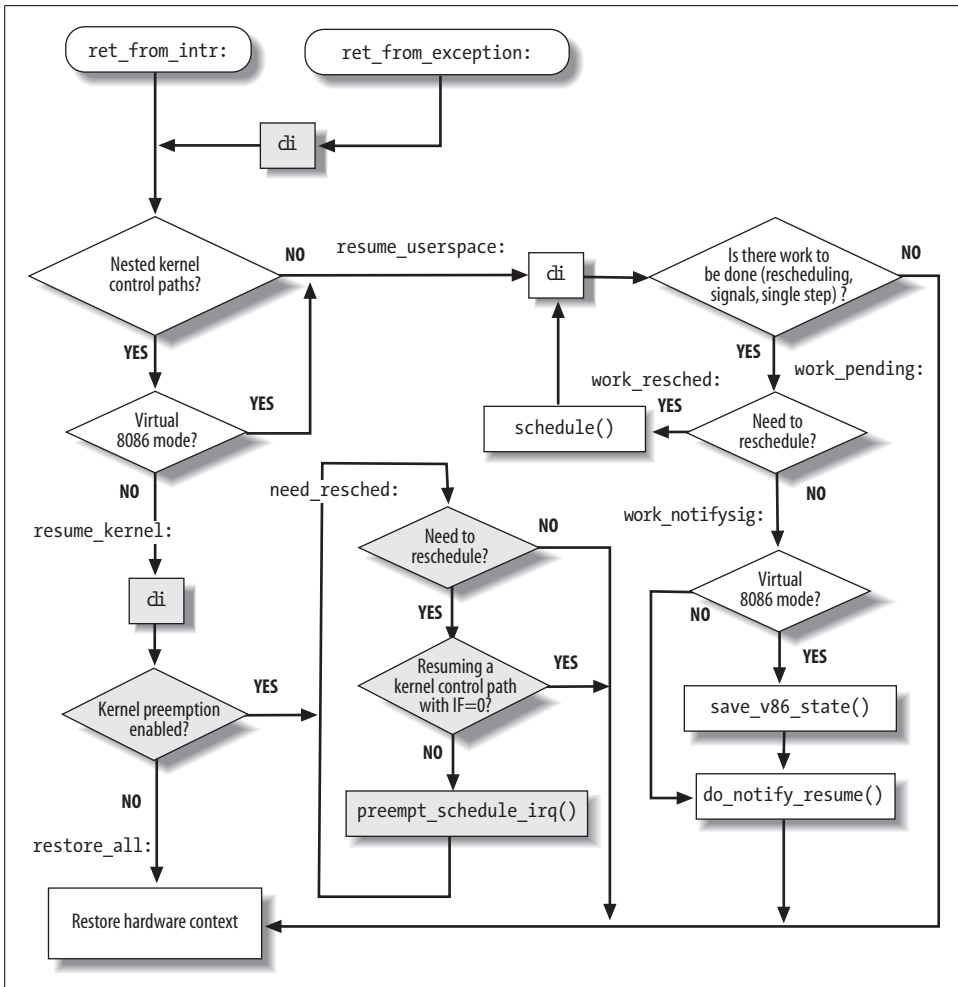 ret_from_intr:
ret_from_exception:
cli
Nested kernel
control paths?
NO
resume_userspace:
cli
Is there work to
be done (rescheduling,
signals, single step) ?
NO
YES
YES
work_pending:
Virtual
8086 mode?
YES
work_resched:
YES
schedule()
Need to
reschedule?
NO
NO
resume_kernel:
need_resched:
Need to
reschedule?
NO
work_notifysig:
cli
YES
Virtual
8086 mode?
NO
YES
Kernel preemption
enabled?
YES
Resuming a
kernel control path
with IF=0?
YES
save_v86_state()
NO
NO
preempt_schedule_irq()
do_notify_resume()
restore_all:
Restore hardware context